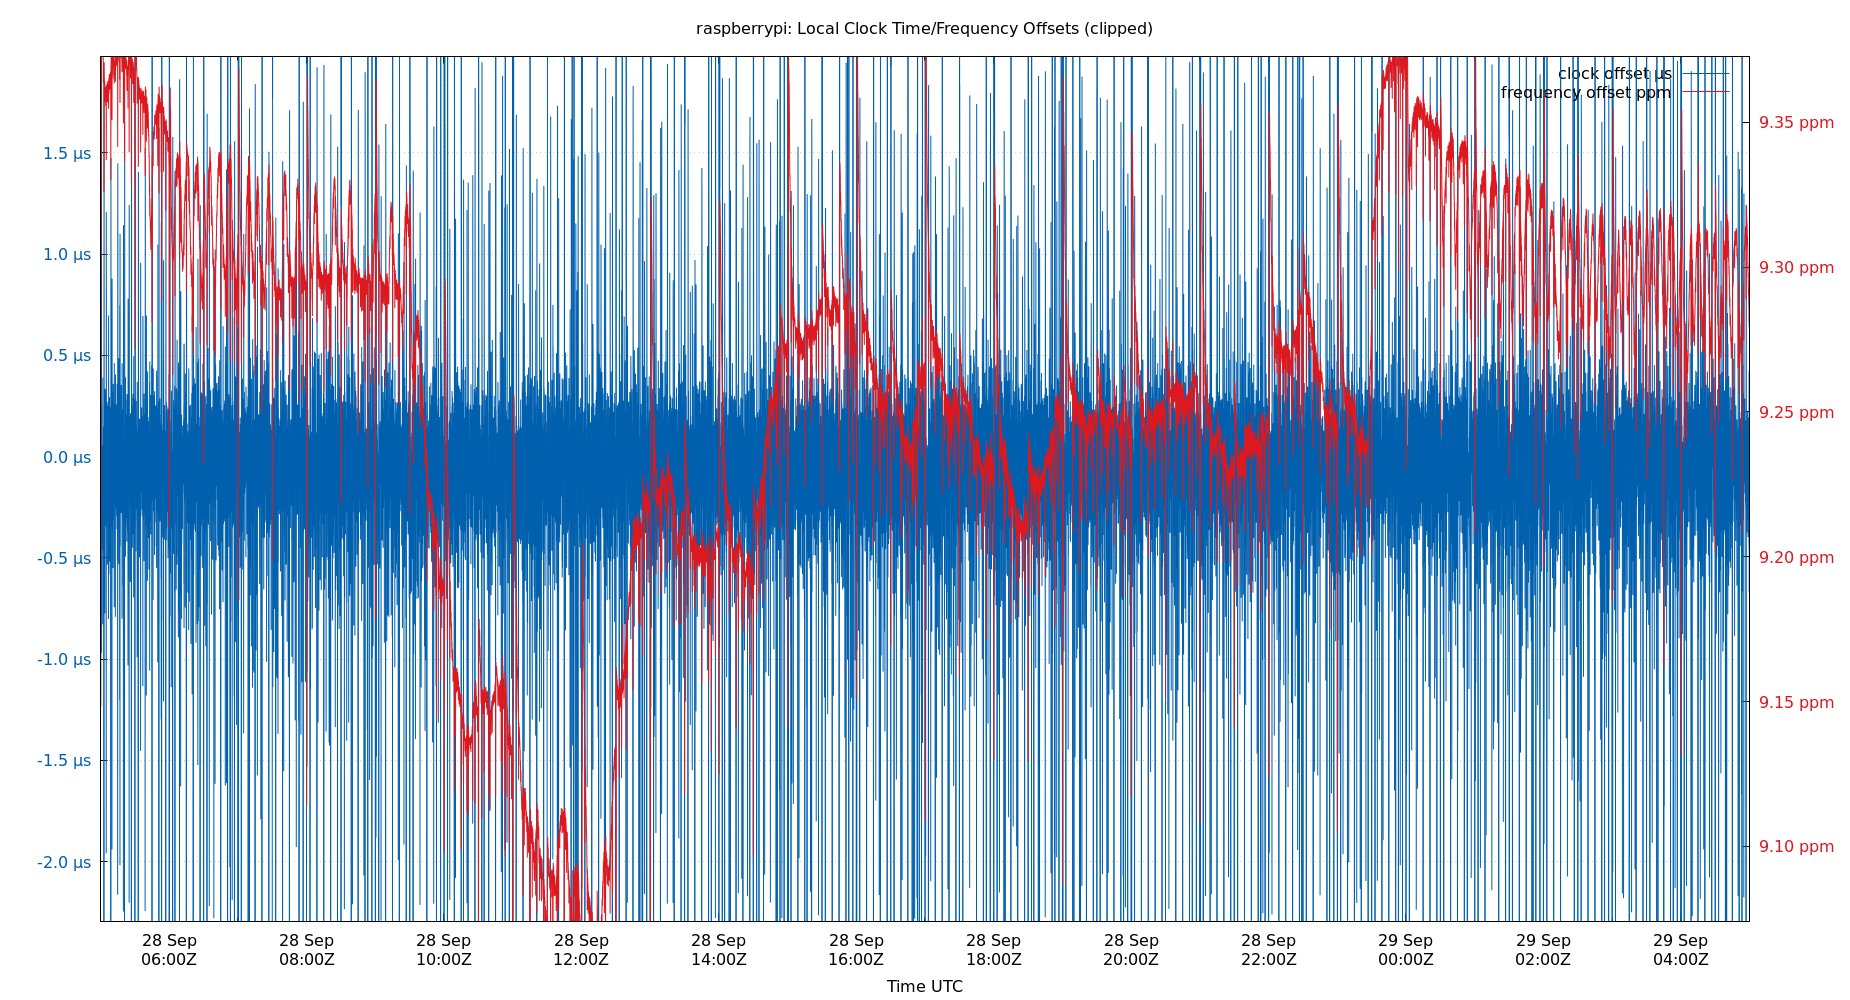 raspberrypi: Local Clock Time/Frequency Offsets (clipped)
clock offset µs
frequency offset ppm
1.5 µs
1.0 µs
0.5 µs
0.0 µs
-0.5 µs
-1.0 µs
-1.5 µs
-2.0 µs
9.35 ppm
9.30 ppm
9.25 ppm
9.20 ppm
9.15 ppm
9.10 ppm
28 Sep 28 Sep 28 Sep 28 Sep 28 Sep 28 Sep 28 Sep 28 Sep 28 Sep 29 Sep 29 Sep 29 Sep
06:00Z 08:00Z 10:00Z 12:00Z 14:00Z 16:00Z 18:00Z 20:00Z 22:00Z 00:00Z 02:00Z 04:00Z
Time UTC